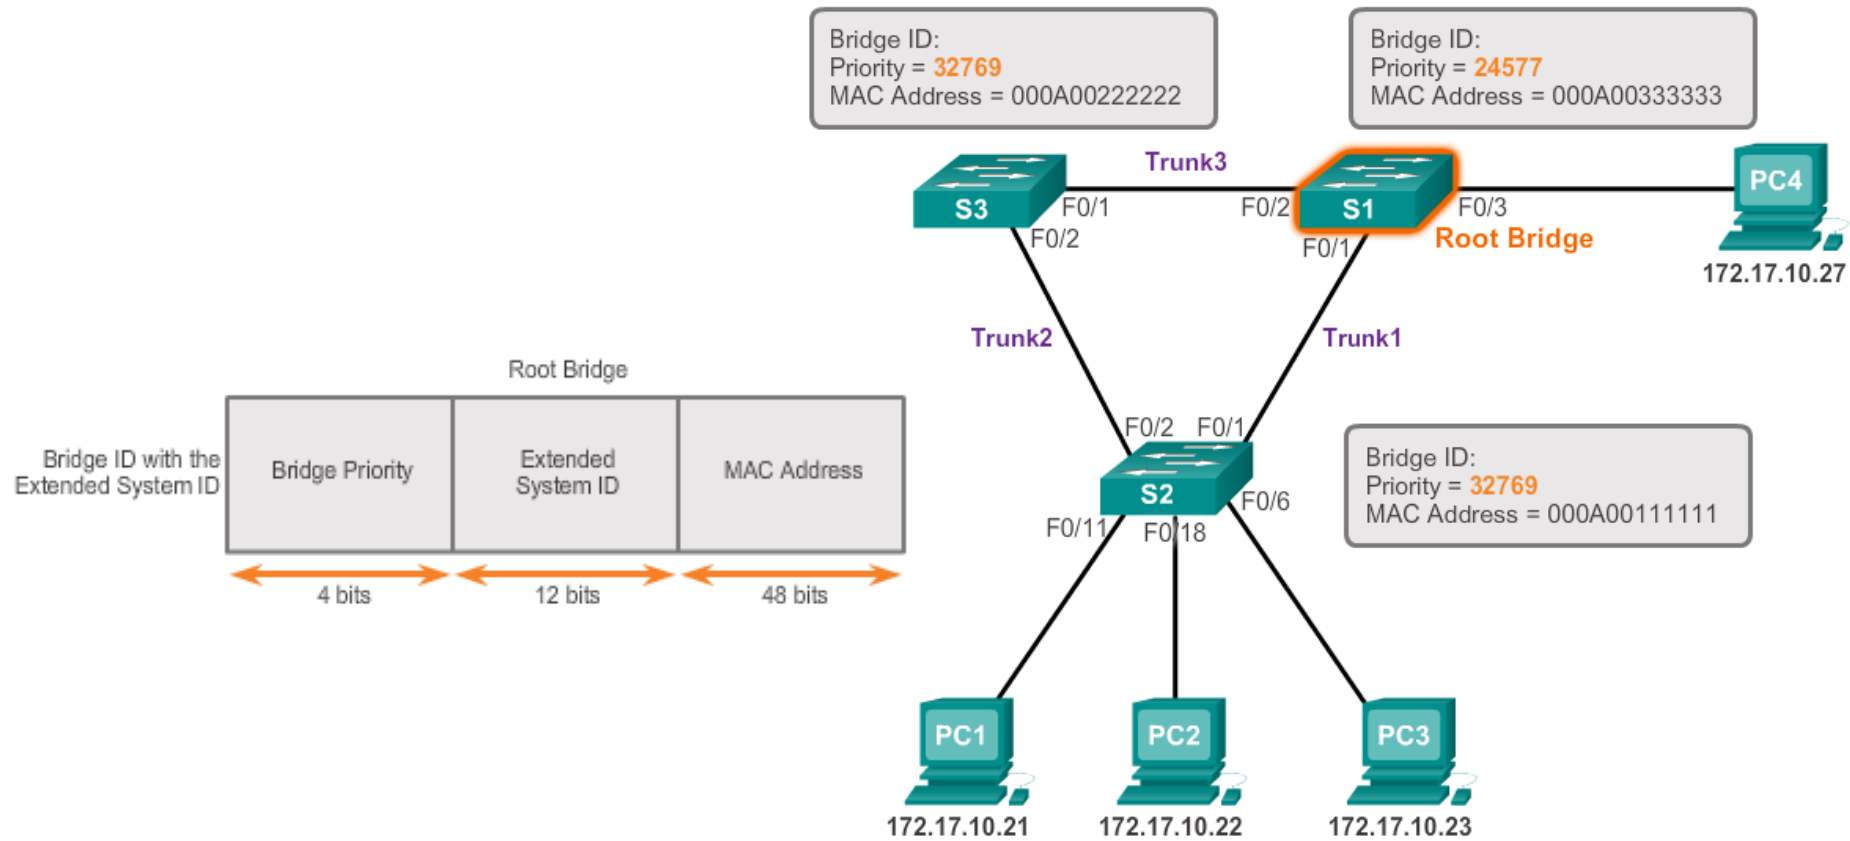 Bridge ID:
Priority = 32769
MAC Address = 000A00222222
Bridge ID:
Priority = 24577
MAC Address = 000A00333333
Trunk3
S3
F0/1
F0/2
S1
F0/3
PC4
F0/2
F0/1
Root Bridge
172.17.10.27
Trunk2
Trunk1
Root Bridge
Bridge ID with the
Extended System ID
Bridge Priority
Extended
System ID
MAC Address
4 bits
12 bits
48 bits
F0/2
F0/1
S2
F0/11
F0/18
F0/6
Bridge ID:
Priority = 32769
MAC Address = 000A00111111
PC1
PC2
PC3
172.17.10.21
172.17.10.22
172.17.10.23